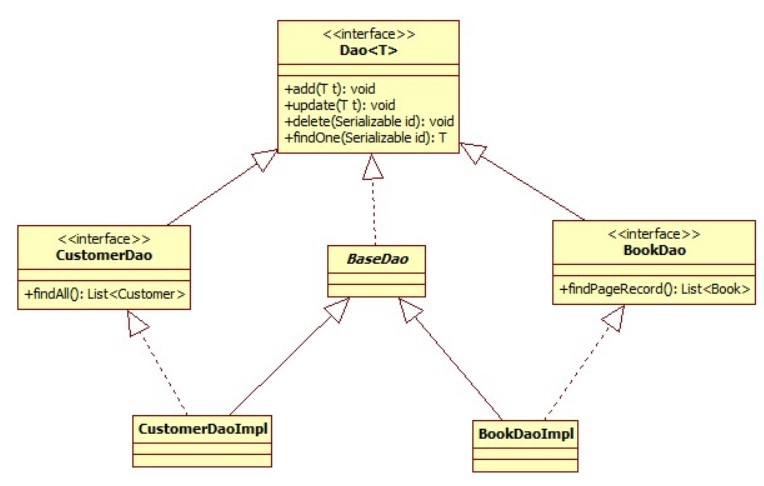 <<interface>>
Dao<T>
+add(T t): void
+update(T t): void
+delete(Serializable id): void
+findOne(Serializable id): T
<<interface>>
CustomerDao
+findAll(): List<Customer>
BaseDao
<<interface>>
BookDao
+findPageRecord(): List<Book>
CustomerDaoImpl
BookDaoImpl